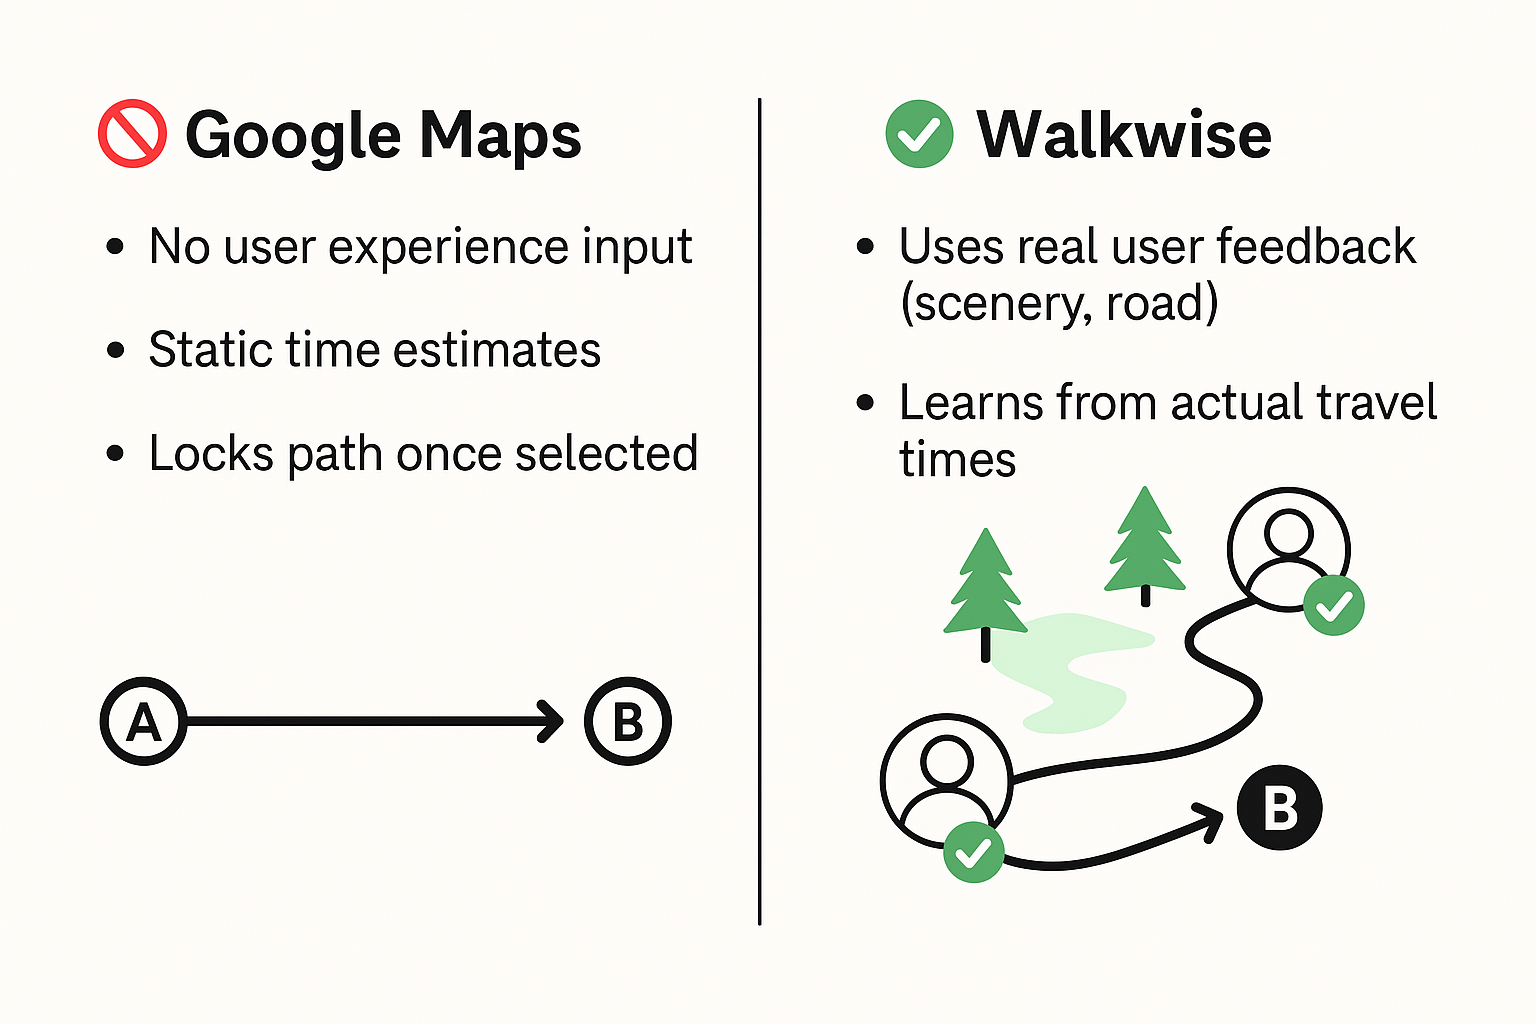 Google Maps
• No user experience input
• Static time estimates
• Locks path once selected
A
B
Walkwise
• Uses real user feedback
(scenery, road)
• Learns from actual travel
times
B